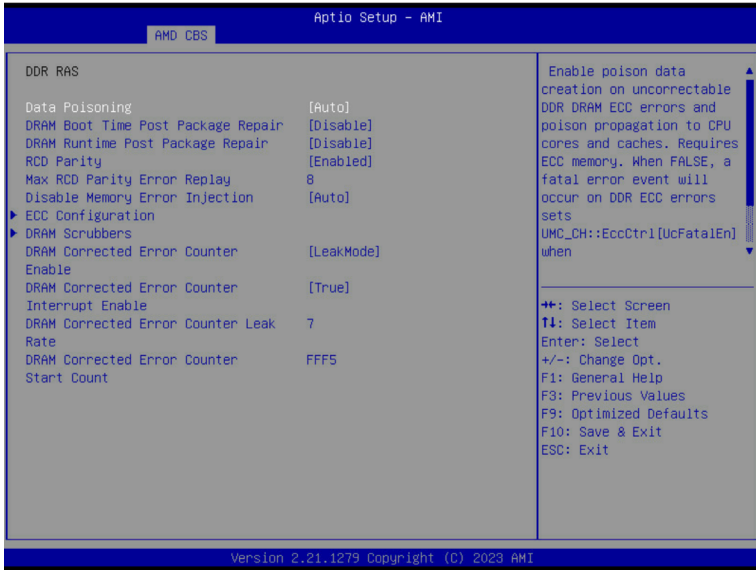 Aptio Setup - AMI
AMD CBS
DDR RAS
Data Poisoning [Auto]
DRAM Boot Time Post Package Repair [Disable]
DRAM Runtime Post Package Repair [Disable]
RCD Parity [Enabled]
Max RCD Parity Error Replay 8
Disable Memory Error Injection [Auto]
ECC Configuration
DRAM Scrubbers
DRAM Corrected Error Counter [LeakMode]
Enable
DRAM Corrected Error Counter [True]
Interrupt Enable
DRAM Corrected Error Counter Leak 7
Rate
DRAM Corrected Error Counter FFF5
Start Count
Enable poison data
creation on uncorrectable
DDR DRAM ECC errors and
poison propagation to CPU
cores and caches. Requires
ECC memory. When FALSE, a
fatal error event will
occur on DDR ECC errors
sets
UMC_CH::EccCtrl[UcFatalEn]
when
→←: Select Screen
↑↓: Select Item
Enter: Select
+/-: Change Opt.
F1: General Help
F3: Previous Values
F9: Optimized Defaults
F10: Save & Exit
ESC: Exit
Version 2.21.1279 Copyright (C) 2023 AMI